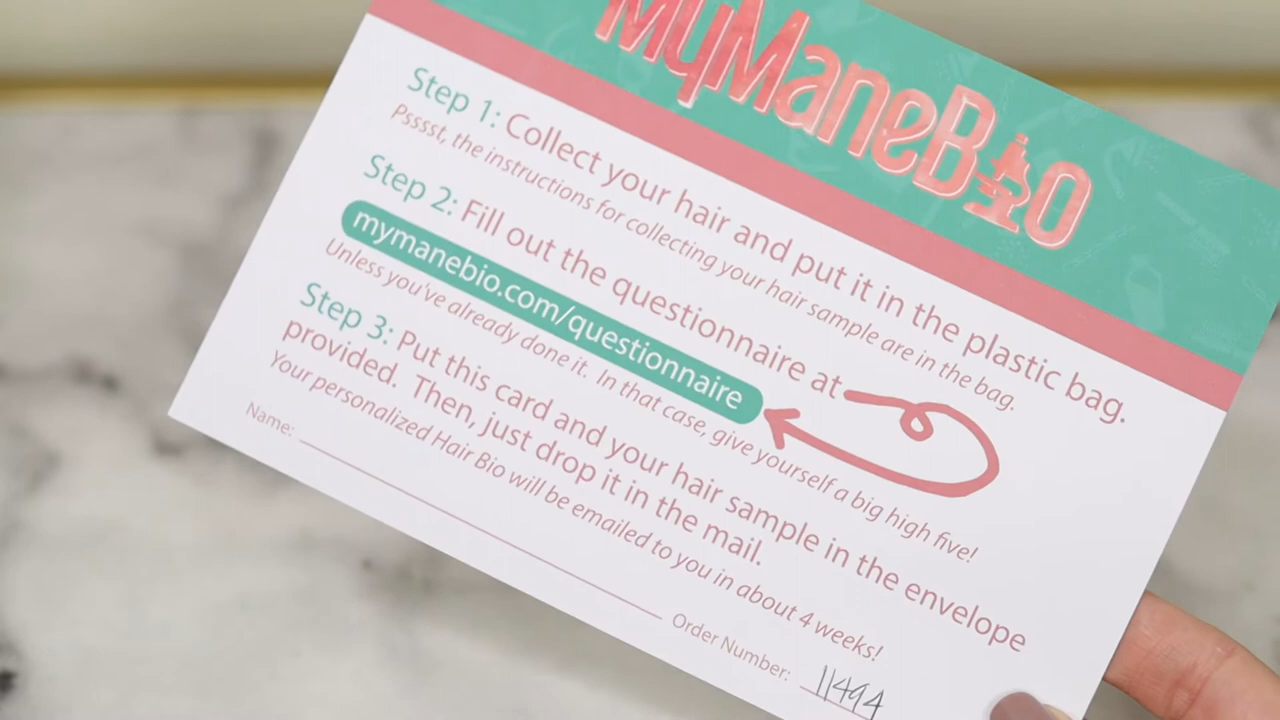 MyManeBio
Step 1: Collect your hair and put it in the plastic bag.
Psssst, the instructions for collecting your hair sample are in the bag.
Step 2: Fill out the questionnaire at
mymanebio.com/questionnaire
Unless you've already done it. In that case, give yourself a big high five!
Step 3: Put this card and your hair sample in the envelope
provided. Then, just drop it in the mail.
Your personalized Hair Bio will be emailed to you in about 4 weeks!
Name: Order Number: 11494